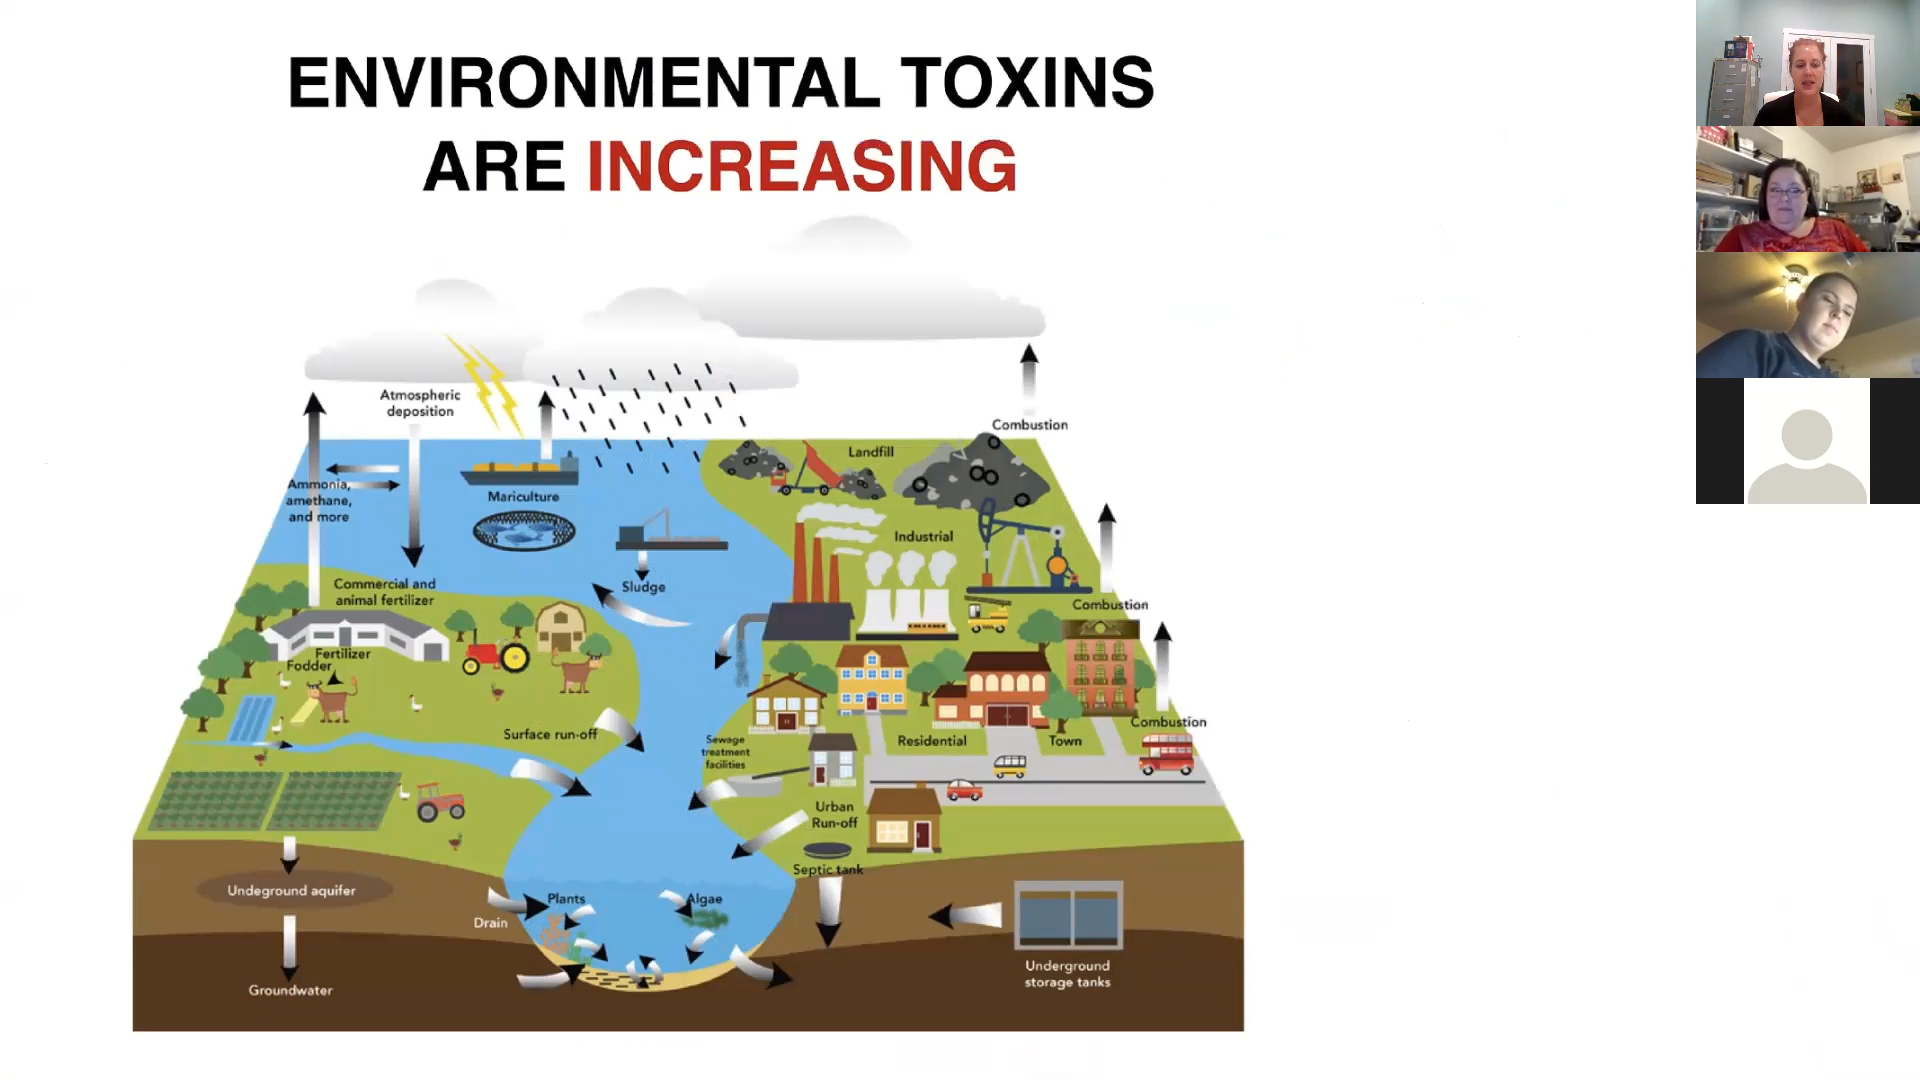 ENVIRONMENTAL TOXINS
ARE INCREASING
Atmospheric
deposition
Combustion
Landfill
Ammonia,
amethane,
and more
Mariculture
Industrial
Sludge
Commercial and
animal fertilizer
Combustion
Fertilizer
Fodder
Combustion
Surface run-off
Sewage
treatment
facilities
Residential
Town
Urban
Run-off
Septic tank
Undeground aquifer
Plants
Algae
Drain
Underground
storage tanks
Groundwater